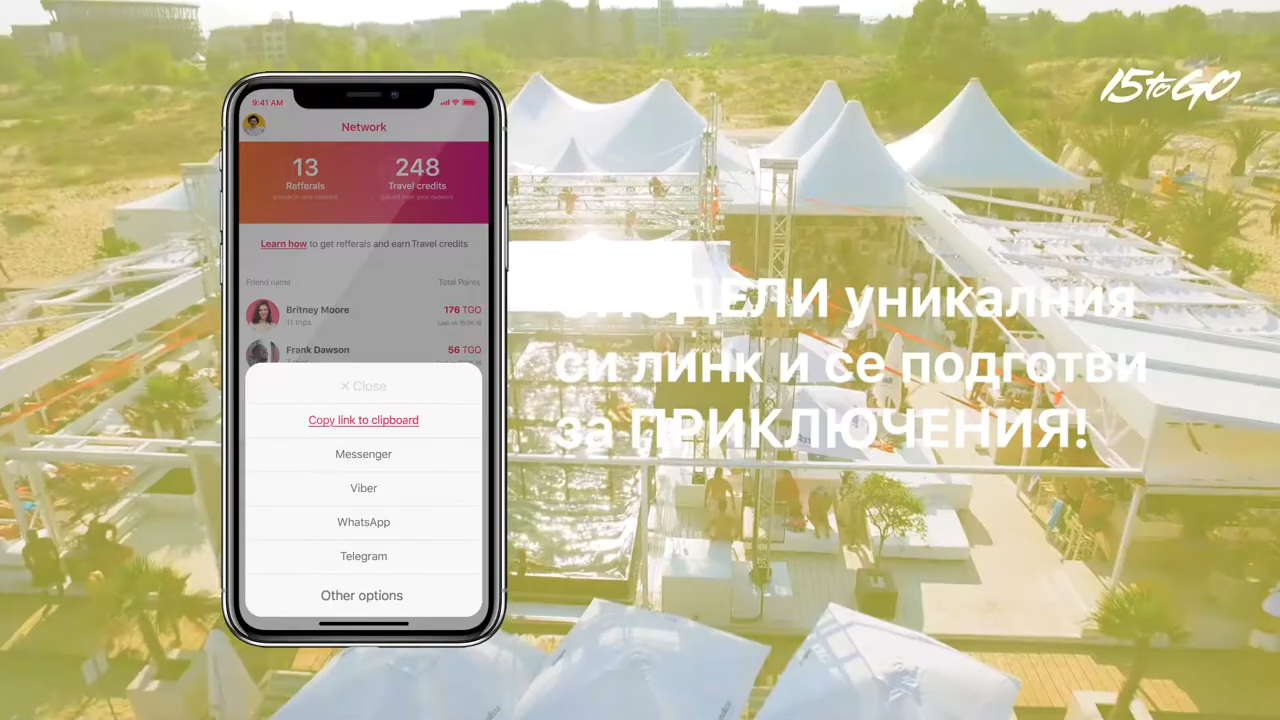 15toGO
9:41 AM
Network
13
248
Refferals
Travel credits
Learn how to get refferals and earn Travel credits
Friend name
Total Points
Britney Moore
176 TGO
11 trips
Frank Dawson
56 TGO
× Close
Copy link to clipboard
Messenger
Viber
WhatsApp
Telegram
Other options
СПОДЕЛИ уникалния
си линк и се подготви
за ПРИКЛЮЧЕНИЯ!